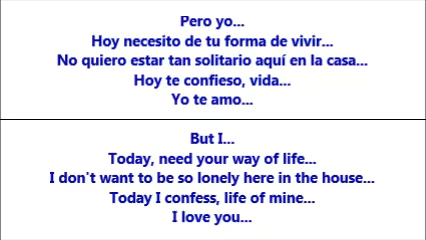 Pero yo...
Hoy necesito de tu forma de vivir...
No quiero estar tan solitario aquí en la casa...
Hoy te confieso, vida...
Yo te amo...
But I...
Today, need your way of life...
I don't want to be so lonely here in the house...
Today I confess, life of mine...
I love you...